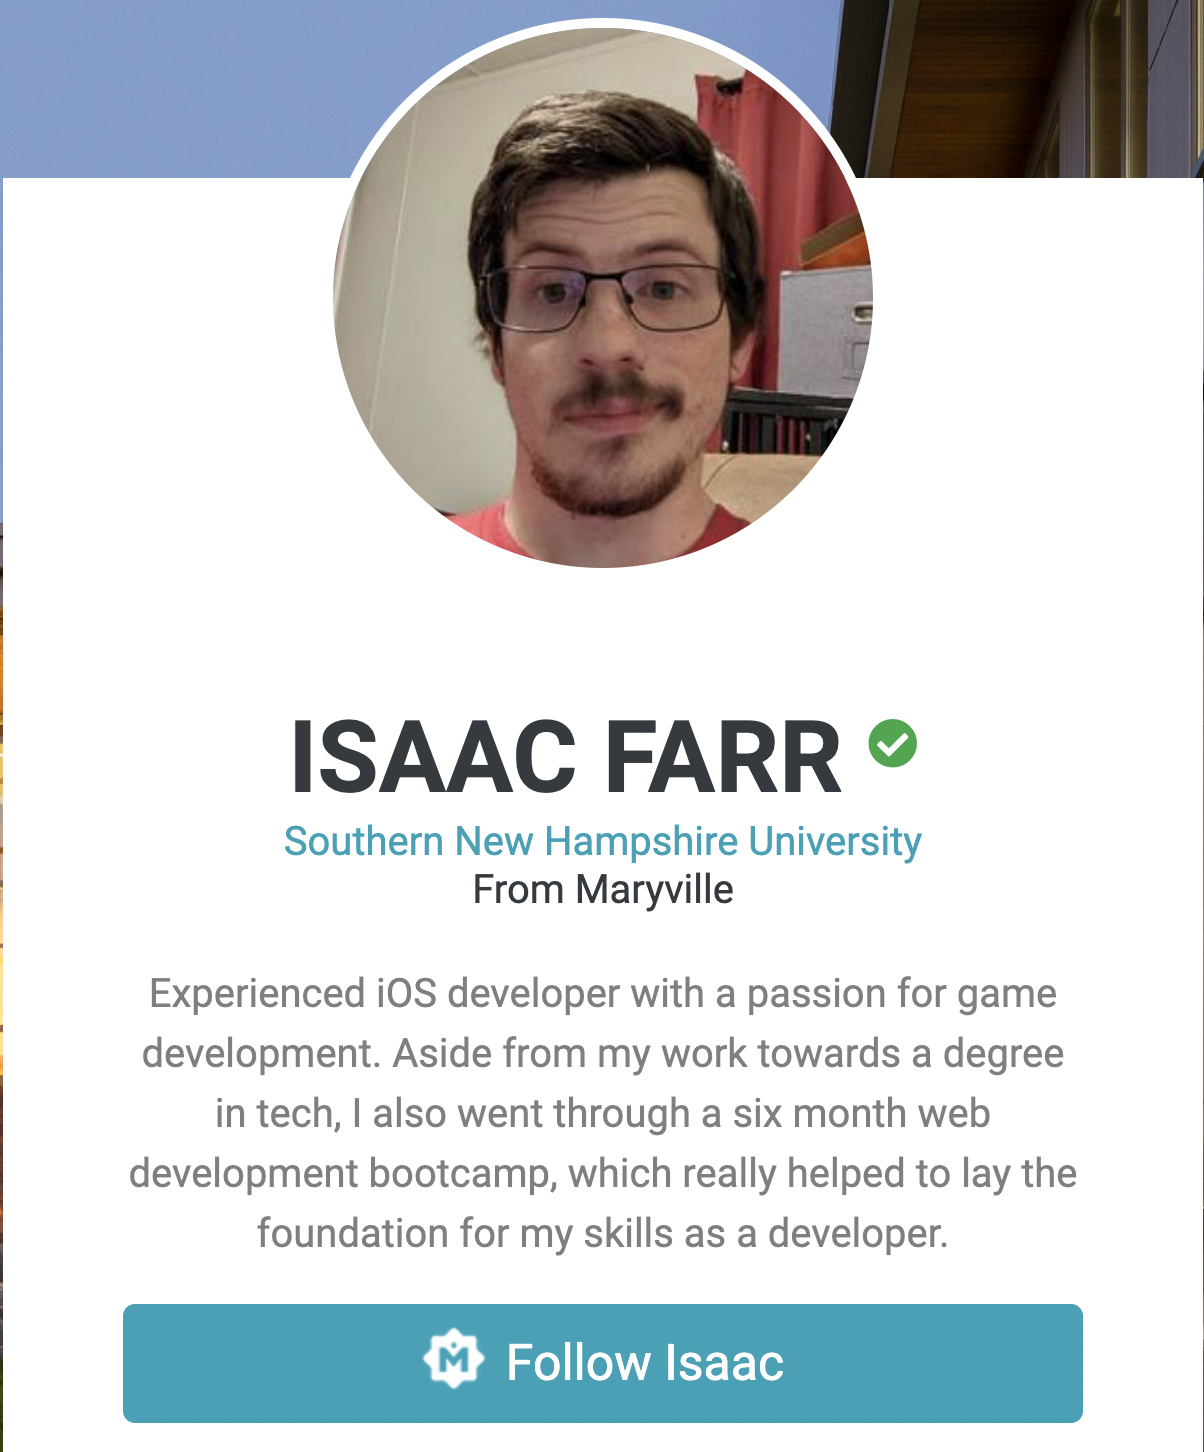 ISAAC FARR
Southern New Hampshire University
From Maryville
Experienced iOS developer with a passion for game
development. Aside from my work towards a degree
in tech, I also went through a six month web
development bootcamp, which really helped to lay the
foundation for my skills as a developer.
M Follow Isaac